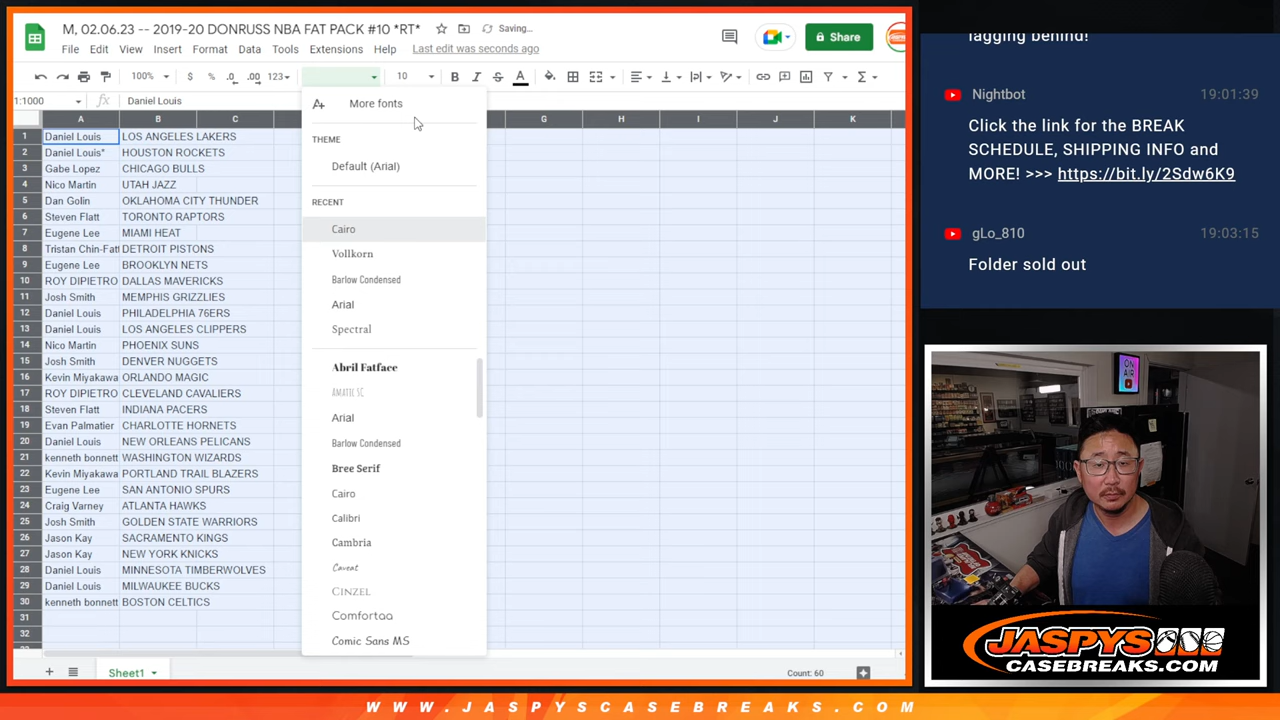 M, 02.06.23 -- 2019-20 DONRUSS NBA FAT PACK #10 *RT*
Saving...
File Edit View Insert Format Data Tools Extensions Help Last edit was seconds ago
Share
100% $ % .0 .00 123 10 B I S A
1:1000 fx Daniel Louis
A B C G H I J K
1 Daniel Louis LOS ANGELES LAKERS
2 Daniel Louis* HOUSTON ROCKETS
3 Gabe Lopez CHICAGO BULLS
4 Nico Martin UTAH JAZZ
5 Dan Golin OKLAHOMA CITY THUNDER
6 Steven Flatt TORONTO RAPTORS
7 Eugene Lee MIAMI HEAT
8 Tristan Chin-Fatt DETROIT PISTONS
9 Eugene Lee BROOKLYN NETS
10 ROY DIPIETRO DALLAS MAVERICKS
11 Josh Smith MEMPHIS GRIZZLIES
12 Daniel Louis PHILADELPHIA 76ERS
13 Daniel Louis LOS ANGELES CLIPPERS
14 Nico Martin PHOENIX SUNS
15 Josh Smith DENVER NUGGETS
16 Kevin Miyakawa ORLANDO MAGIC
17 ROY DIPIETRO CLEVELAND CAVALIERS
18 Steven Flatt INDIANA PACERS
19 Evan Palmatier CHARLOTTE HORNETS
20 Daniel Louis NEW ORLEANS PELICANS
21 kenneth bonnett WASHINGTON WIZARDS
22 Kevin Miyakawa PORTLAND TRAIL BLAZERS
23 Eugene Lee SAN ANTONIO SPURS
24 Craig Varney ATLANTA HAWKS
25 Josh Smith GOLDEN STATE WARRIORS
26 Jason Kay SACRAMENTO KINGS
27 Jason Kay NEW YORK KNICKS
28 Daniel Louis MINNESOTA TIMBERWOLVES
29 Daniel Louis MILWAUKEE BUCKS
30 kenneth bonnett BOSTON CELTICS
31
32
More fonts
THEME
Default (Arial)
RECENT
Cairo
Vollkorn
Barlow Condensed
Arial
Spectral
Abril Fatface
AMATIC SC
Arial
Barlow Condensed
Bree Serif
Cairo
Calibri
Cambria
Caveat
CINZEL
Comfortaa
Comic Sans MS
Sheet1
Count: 60
lagging behind!
Nightbot 19:01:39
Click the link for the BREAK
SCHEDULE, SHIPPING INFO and
MORE! >>> https://bit.ly/2Sdw6K9
gLo_810 19:03:15
Folder sold out
ON
AIR
JASPYS
CASEBREAKS.COM
WWW.JASPYSCASEBREAKS.COM